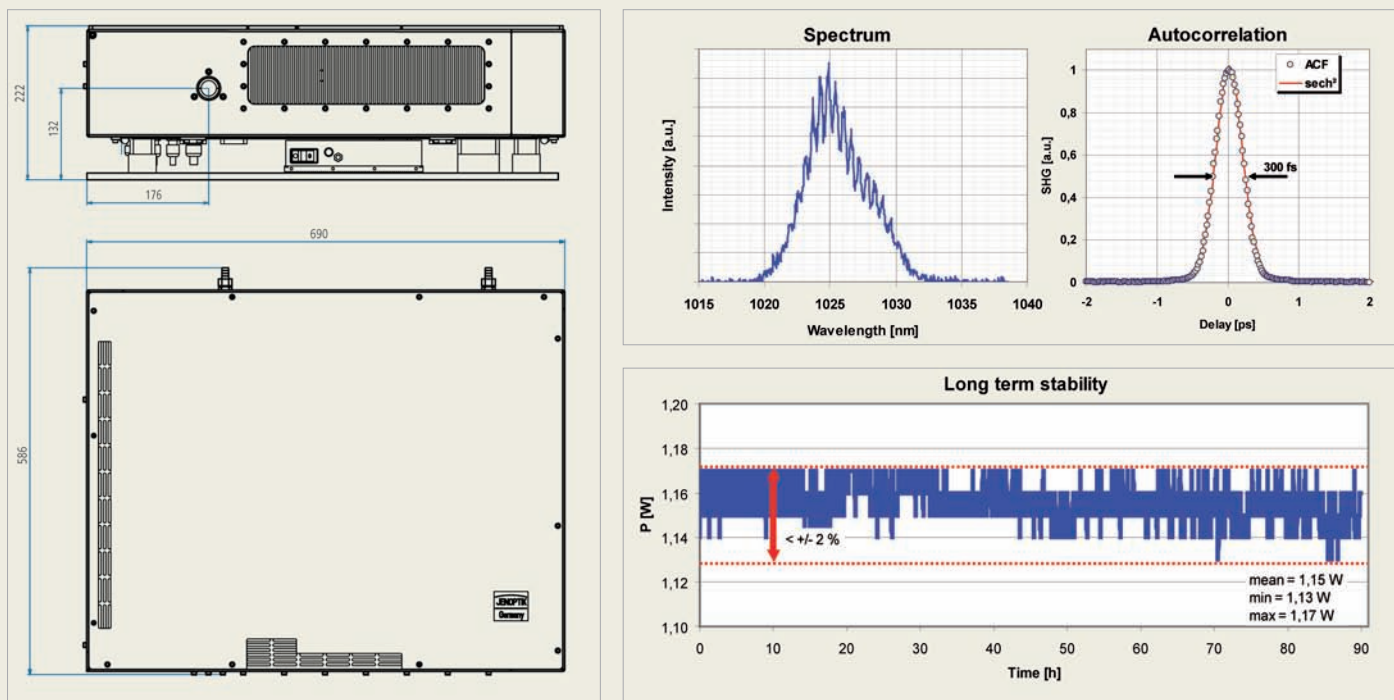 222
132
176
690
586
JENOPTIK
Germany
Spectrum
Intensity [a.u.]
1015 1020 1025 1030 1035 1040
Wavelength [nm]
Autocorrelation
ACF
sech²
300 fs
SHG [a.u.]
1
0,8
0,6
0,4
0,2
0
-2 -1 0 1 2
Delay [ps]
Long term stability
P [W]
1,20
1,18
1,16
1,14
1,12
1,10
< +/- 2 %
mean = 1,15 W
min = 1,13 W
max = 1,17 W
0 10 20 30 40 50 60 70 80 90
Time [h]